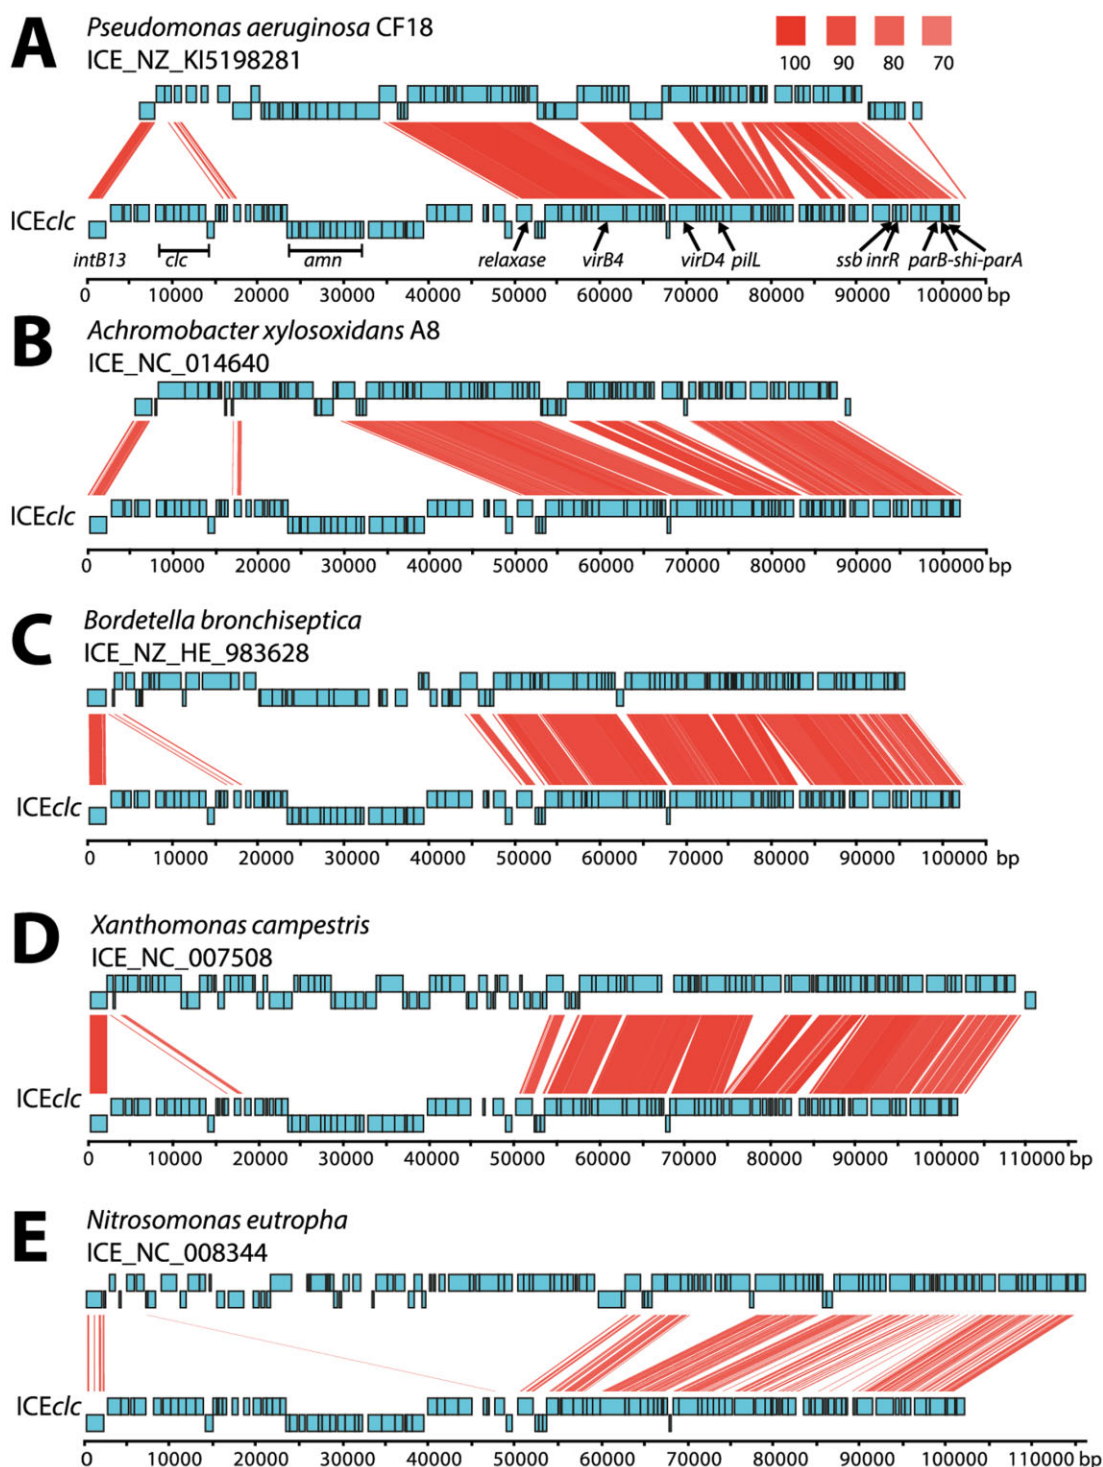 A
Pseudomonas aeruginosa CF18
ICE_NZ_KI5198281
100 90 80 70
ICEclc
intB13 clc amn relaxase virB4 virD4 pilL ssb inrR parB-shi-parA
0 10000 20000 30000 40000 50000 60000 70000 80000 90000 100000 bp
B
Achromobacter xylosoxidans A8
ICE_NC_014640
ICEclc
0 10000 20000 30000 40000 50000 60000 70000 80000 90000 100000 bp
C
Bordetella bronchiseptica
ICE_NZ_HE_983628
ICEclc
0 10000 20000 30000 40000 50000 60000 70000 80000 90000 100000 bp
D
Xanthomonas campestris
ICE_NC_007508
ICEclc
0 10000 20000 30000 40000 50000 60000 70000 80000 90000 100000 110000 bp
E
Nitrosomonas eutropha
ICE_NC_008344
ICEclc
0 10000 20000 30000 40000 50000 60000 70000 80000 90000 100000 110000 bp